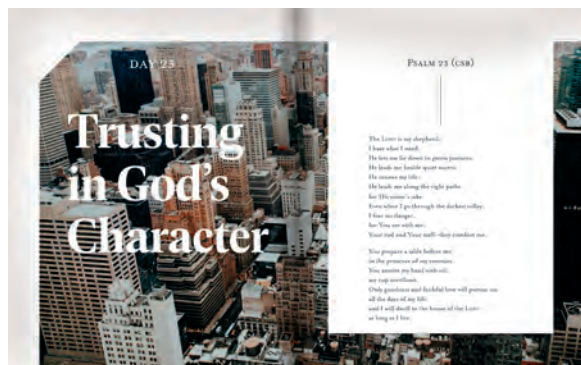 DAY 23
Trusting
in God's
Character
PSALM 23 (CSB)
The LORD is my shepherd;
I have what I need.
He lets me lie down in green pastures;
He leads me beside quiet waters.
He renews my life;
He leads me along the right paths
for His name's sake.
Even when I go through the darkest valley,
I fear no danger,
for You are with me;
Your rod and Your staff—they comfort me.
You prepare a table before me
in the presence of my enemies;
You anoint my head with oil;
my cup overflows.
Only goodness and faithful love will pursue me
all the days of my life,
and I will dwell in the house of the LORD
as long as I live.